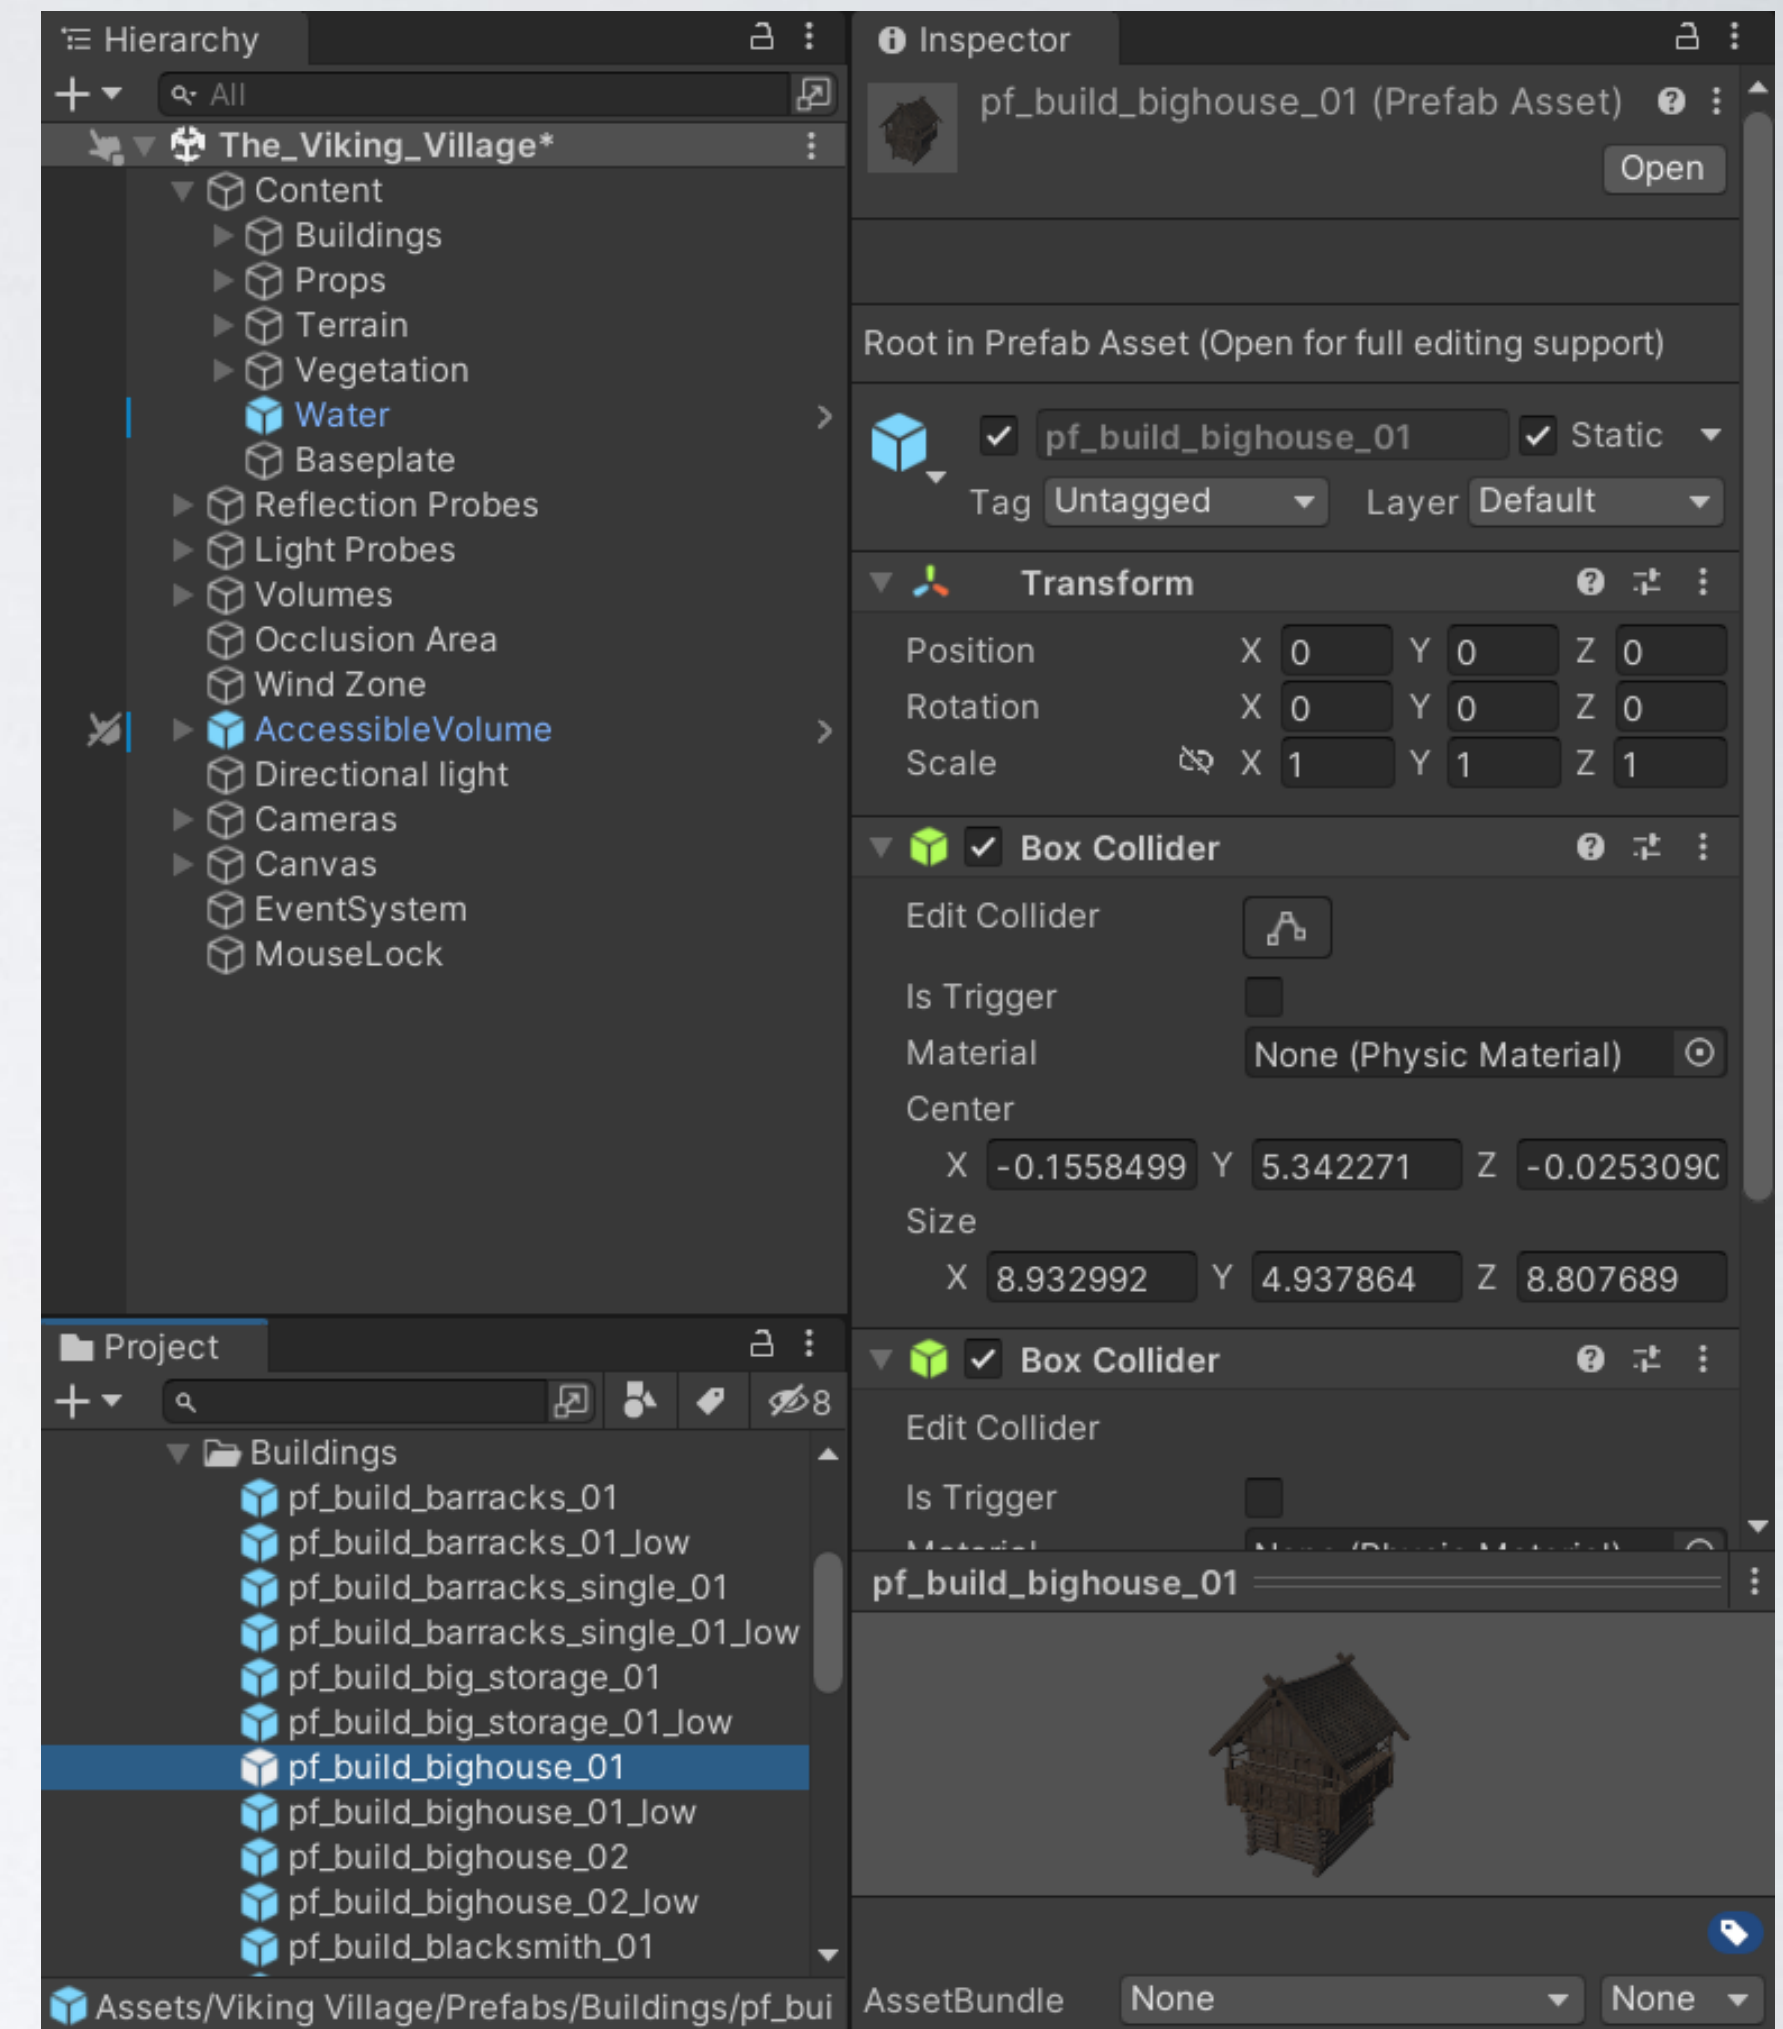 Hierarchy
All
The_Viking_Village*
Content
Buildings
Props
Terrain
Vegetation
Water
Baseplate
Reflection Probes
Light Probes
Volumes
Occlusion Area
Wind Zone
AccessibleVolume
Directional light
Cameras
Canvas
EventSystem
MouseLock
Project
8
Buildings
pf_build_barracks_01
pf_build_barracks_01_low
pf_build_barracks_single_01
pf_build_barracks_single_01_low
pf_build_big_storage_01
pf_build_big_storage_01_low
pf_build_bighouse_01
pf_build_bighouse_01_low
pf_build_bighouse_02
pf_build_bighouse_02_low
pf_build_blacksmith_01
Assets/Viking Village/Prefabs/Buildings/pf_bui
Inspector
pf_build_bighouse_01 (Prefab Asset)
Open
Root in Prefab Asset (Open for full editing support)
pf_build_bighouse_01 Static
Tag Untagged Layer Default
Transform
Position X 0 Y 0 Z 0
Rotation X 0 Y 0 Z 0
Scale X 1 Y 1 Z 1
Box Collider
Edit Collider
Is Trigger
Material None (Physic Material)
Center
X -0.1558499 Y 5.342271 Z -0.0253090
Size
X 8.932992 Y 4.937864 Z 8.807689
Box Collider
Edit Collider
Is Trigger
Material None (Physic Material)
pf_build_bighouse_01
AssetBundle None None